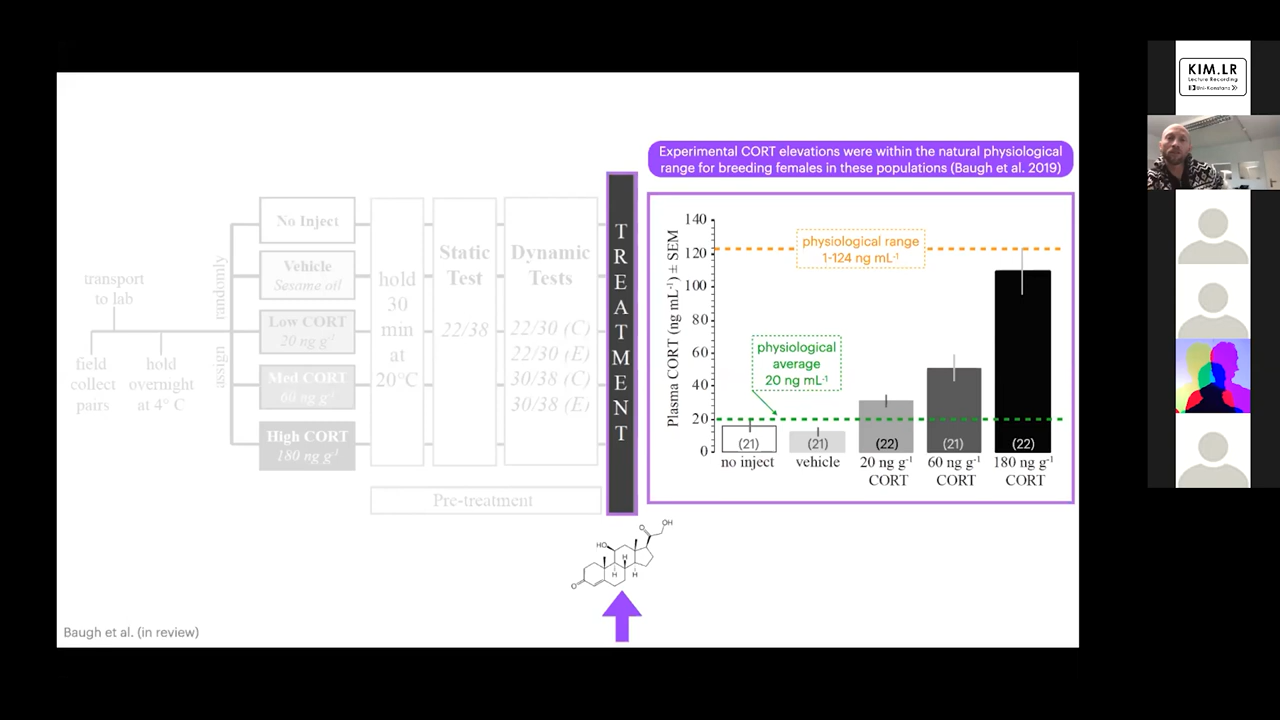 KIM.LR
Lecture Recording
Uni-Konstanz
Experimental CORT elevations were within the natural physiological
range for breeding females in these populations (Baugh et al. 2019)
transport
to lab
field
collect
pairs
hold
overnight
at 4° C
assign
randomly
No Inject
Vehicle
Sesame oil
Low CORT
20 ng g-1
Med CORT
60 ng g-1
High CORT
180 ng g-1
hold
30
min
at
20°C
Static
Test
22/38
Dynamic
Tests
22/30 (C)
22/30 (E)
30/38 (C)
30/38 (E)
Pre-treatment
TREATMENT
Plasma CORT (ng mL-1) ± SEM
140
120
100
80
60
40
20
0
physiological range
1-124 ng mL-1
physiological
average
20 ng mL-1
(21)
(21)
(22)
(21)
(22)
no inject
vehicle
20 ng g-1
CORT
60 ng g-1
CORT
180 ng g-1
CORT
O
OH
HO
H
H
H
O
Baugh et al. (in review)